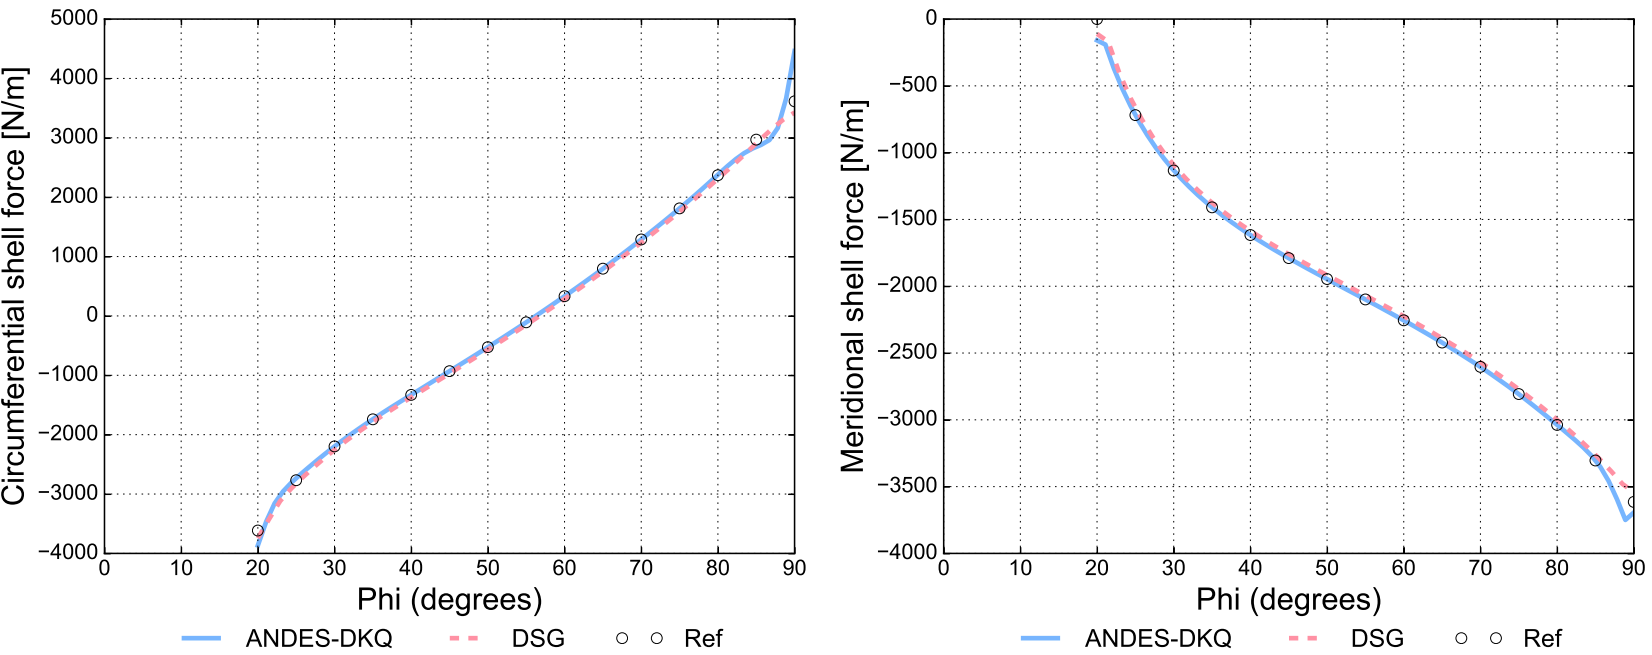 Circumferential shell force [N/m]
5000
4000
3000
2000
1000
0
−1000
−2000
−3000
−4000
0 10 20 30 40 50 60 70 80 90
Phi (degrees)
ANDES-DKQ DSG Ref
Meridional shell force [N/m]
0
−500
−1000
−1500
−2000
−2500
−3000
−3500
−4000
0 10 20 30 40 50 60 70 80 90
Phi (degrees)
ANDES-DKQ DSG Ref